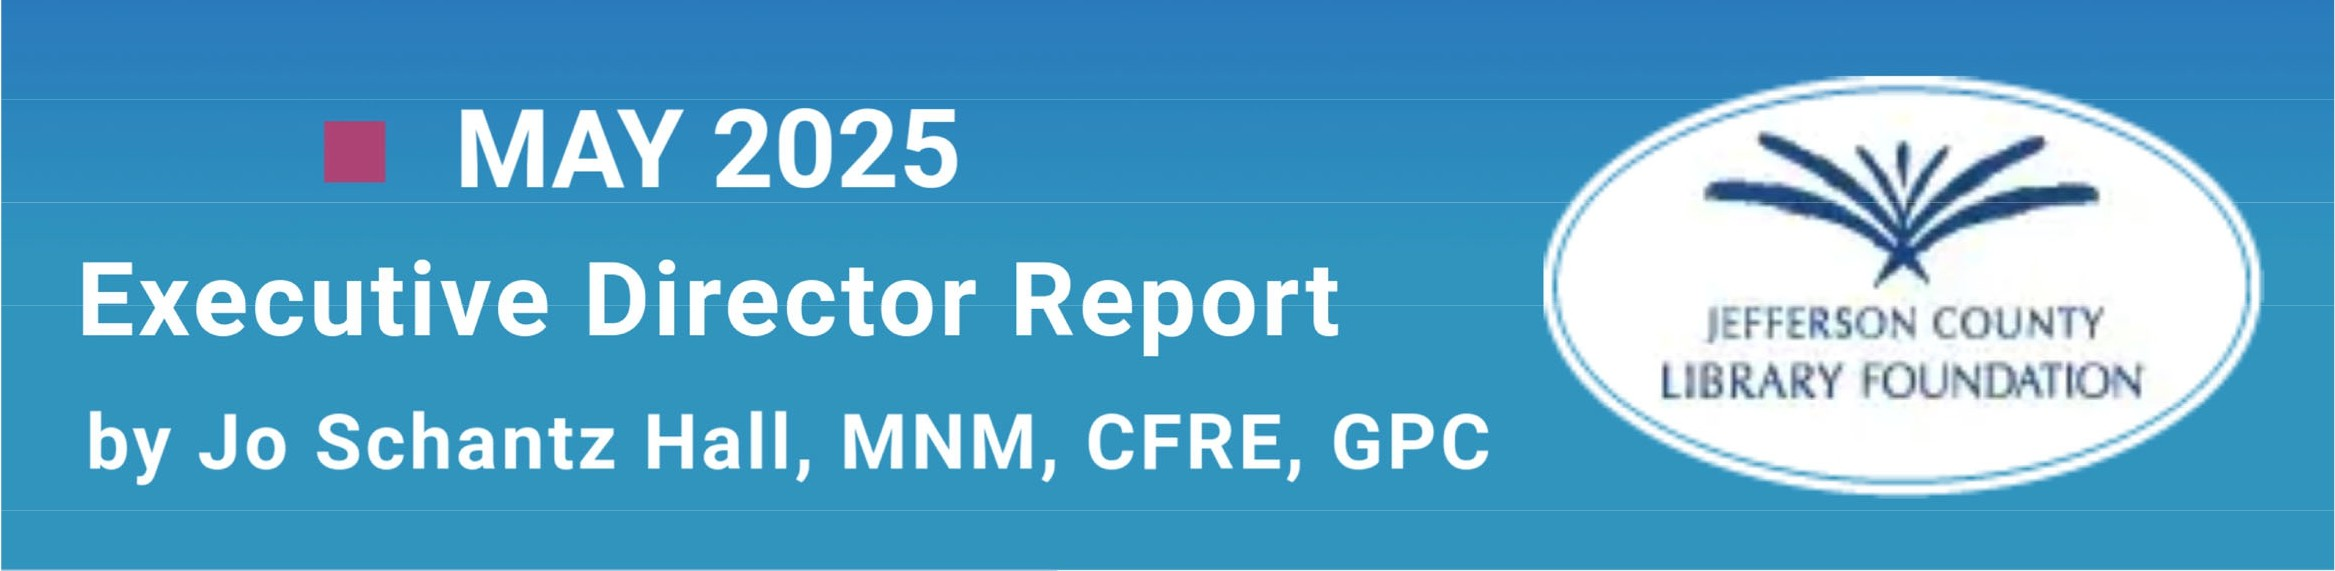 MAY 2025
Executive Director Report
by Jo Schantz Hall, MNM, CFRE, GPC
JEFFERSON COUNTY
LIBRARY FOUNDATION